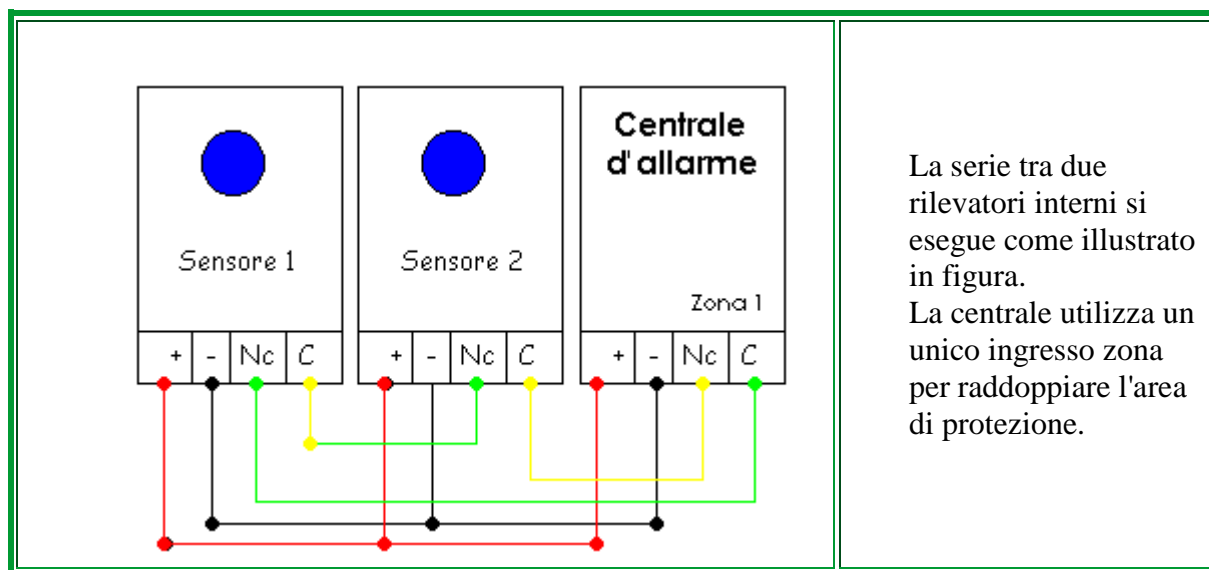 Centrale
d'allarme
Sensore 1
Sensore 2
Zona 1
+ - Nc C
+ - Nc C
+ - Nc C
La serie tra due
rilevatori interni si
esegue come illustrato
in figura.
La centrale utilizza un
unico ingresso zona
per raddoppiare l'area
di protezione.